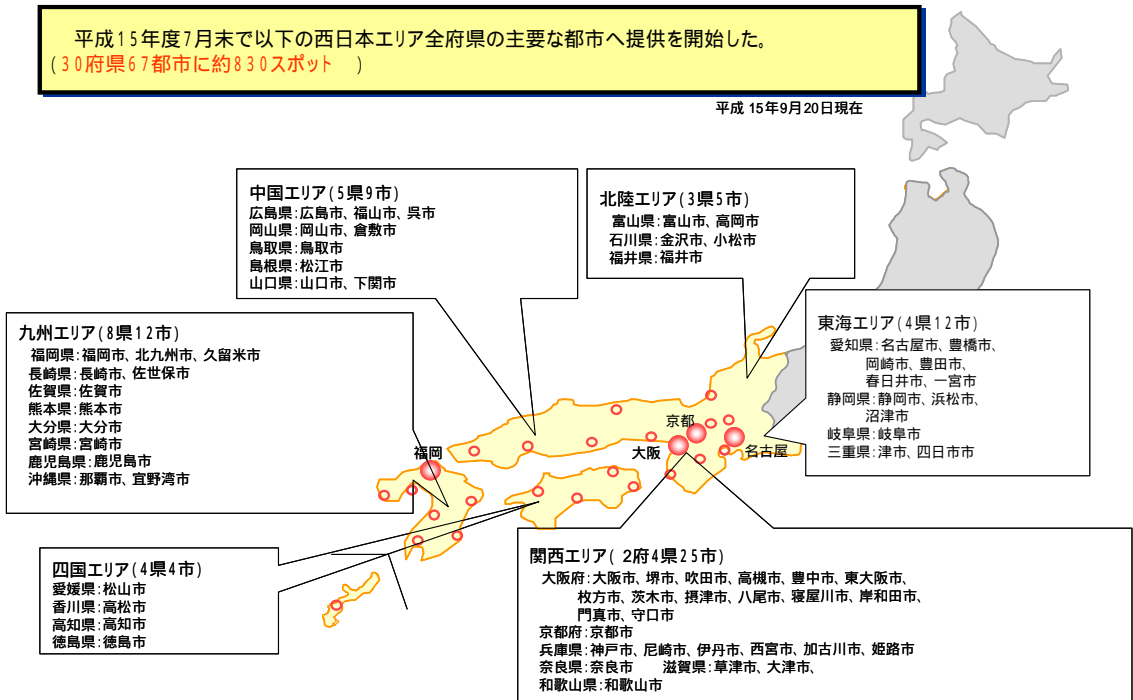 平成15年度7月末で以下の西日本エリア全府県の主要な都市へ提供を開始した。
(30府県67都市に約830スポット　)
平成 15年9月20日現在
中国エリア(5県9市)
広島県:広島市、福山市、呉市
岡山県:岡山市、倉敷市
鳥取県:鳥取市
島根県:松江市
山口県:山口市、下関市
北陸エリア(3県5市)
富山県:富山市、高岡市
石川県:金沢市、小松市
福井県:福井市
九州エリア(8県12市)
福岡県:福岡市、北九州市、久留米市
長崎県:長崎市、佐世保市
佐賀県:佐賀市
熊本県:熊本市
大分県:大分市
宮崎県:宮崎市
鹿児島県:鹿児島市
沖縄県:那覇市、宜野湾市
東海エリア(4県12市)
愛知県:名古屋市、豊橋市、
岡崎市、豊田市、
春日井市、一宮市
静岡県:静岡市、浜松市、
沼津市
岐阜県:岐阜市
三重県:津市、四日市市
京都
大阪
名古屋
福岡
四国エリア(4県4市)
愛媛県:松山市
香川県:高松市
高知県:高知市
徳島県:徳島市
関西エリア( 2府4県25市)
大阪府:大阪市、堺市、吹田市、高槻市、豊中市、東大阪市、
枚方市、茨木市、摂津市、八尾市、寝屋川市、岸和田市、
門真市、守口市
京都府:京都市
兵庫県:神戸市、尼崎市、伊丹市、西宮市、加古川市、姫路市
奈良県:奈良市　滋賀県:草津市、大津市、
和歌山県:和歌山市